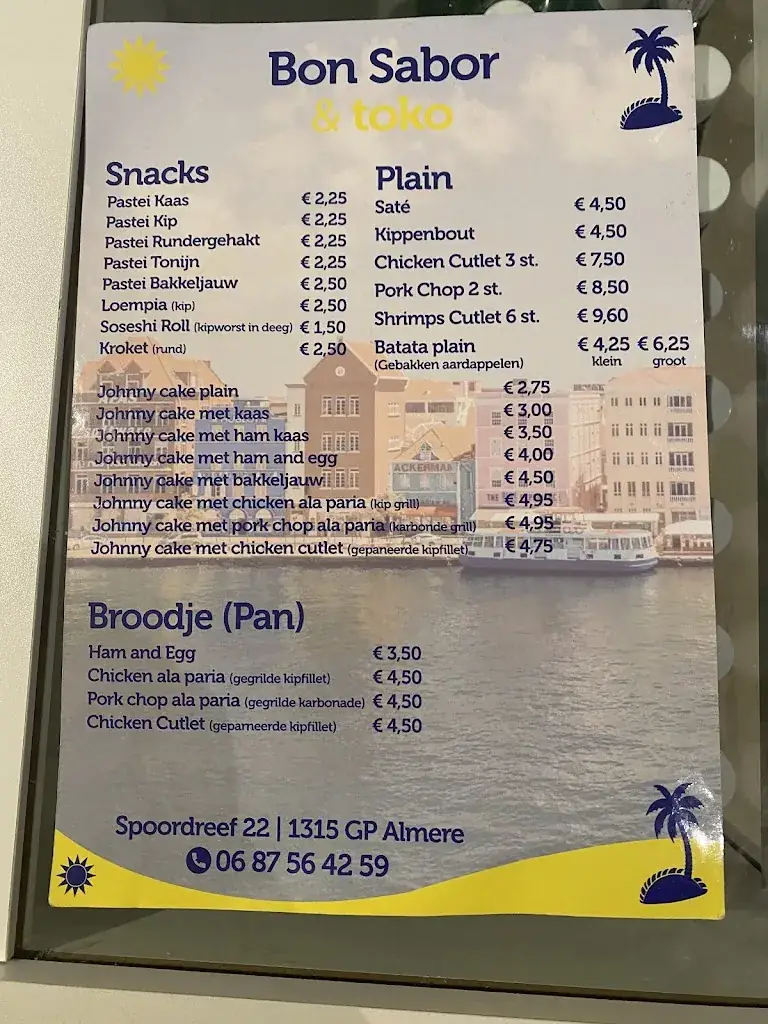 Bon Sabor
& toko
Snacks
Pastei Kaas € 2,25
Pastei Kip € 2,25
Pastei Rundergehakt € 2,25
Pastei Tonijn € 2,25
Pastei Bakkeljauw € 2,50
Loempia (kip) € 2,50
Soseshi Roll (kipworst in deeg) € 1,50
Kroket (rund) € 2,50
Plain
Saté € 4,50
Kippenbout € 4,50
Chicken Cutlet 3 st. € 7,50
Pork Chop 2 st. € 8,50
Shrimps Cutlet 6 st. € 9,60
Batata plain € 4,25 € 6,25
(Gebakken aardappelen) klein groot
Johnny cake plain € 2,75
Johnny cake met kaas € 3,00
Johnny cake met ham kaas € 3,50
Johnny cake met ham and egg € 4,00
Johnny cake met bakkeljauw € 4,50
Johnny cake met chicken ala paria (kip grill) € 4,95
Johnny cake met pork chop ala paria (karbonde grill) € 4,95
Johnny cake met chicken cutlet (gepaneerde kipfillet) € 4,75
ACKERMAN
THE
Broodje (Pan)
Ham and Egg € 3,50
Chicken ala paria (gegrilde kipfillet) € 4,50
Pork chop ala paria (gegrilde karbonade) € 4,50
Chicken Cutlet (geparneerde kipfillet) € 4,50
Spoordreef 22 | 1315 GP Almere
06 87 56 42 59